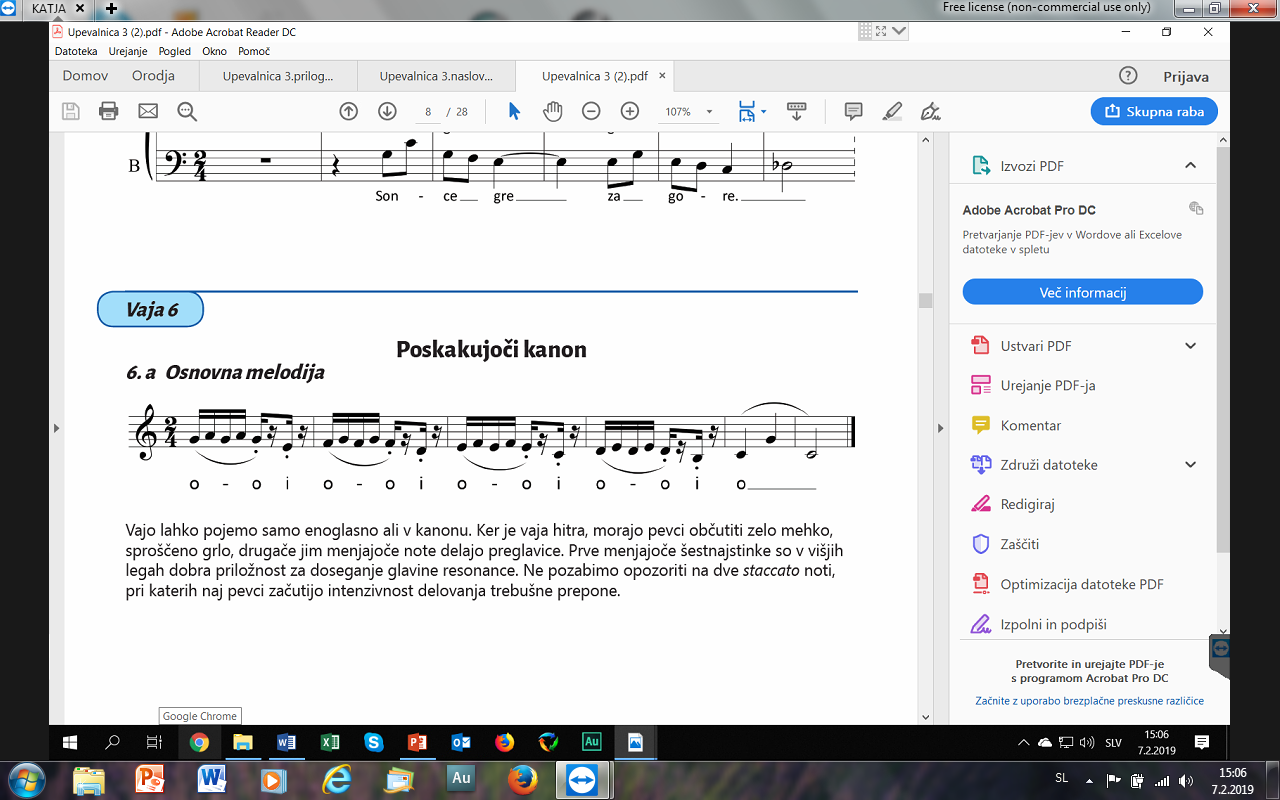 KATJA
Free license (non-commercial use only)
Upevalnica 3 (2).pdf - Adobe Acrobat Reader DC
Datoteka Urejanje Pogled Okno Pomoč
Domov Orodja Upevalnica 3.prilog... Upevalnica 3.naslov... Upevalnica 3 (2).pdf Prijava
8 / 28 107% Skupna raba
B
Son - ce gre za go - re.
Vaja 6
Poskakujoči kanon
6. a Osnovna melodija
2 4
o - o i o - o i o - o i o - o i o
Vajo lahko pojemo samo enoglasno ali v kanonu. Ker je vaja hitra, morajo pevci občutiti zelo mehko,
sproščeno grlo, drugače jim menjajoče note delajo preglavice. Prve menjajoče šestnajstinke so v višjih
legah dobra priložnost za doseganje glavine resonance. Ne pozabimo opozoriti na dve staccato noti,
pri katerih naj pevci začutijo intenzivnost delovanja trebušne prepone.
Izvozi PDF
Adobe Acrobat Pro DC
Pretvarjanje PDF-jev v Wordove ali Excelove
datoteke v spletu
Več informacij
Ustvari PDF
Urejanje PDF-ja
Komentar
Združi datoteke
Redigiraj
Zaščiti
Optimizacija datoteke PDF
Izpolni in podpiši
Pretvorite in urejajte PDF-je
s programom Acrobat Pro DC
Začnite z uporabo brezplačne preskusne različice
Google Chrome
Au
SLV
15:06
7.2.2019
Au
SL
15:06
7.2.2019